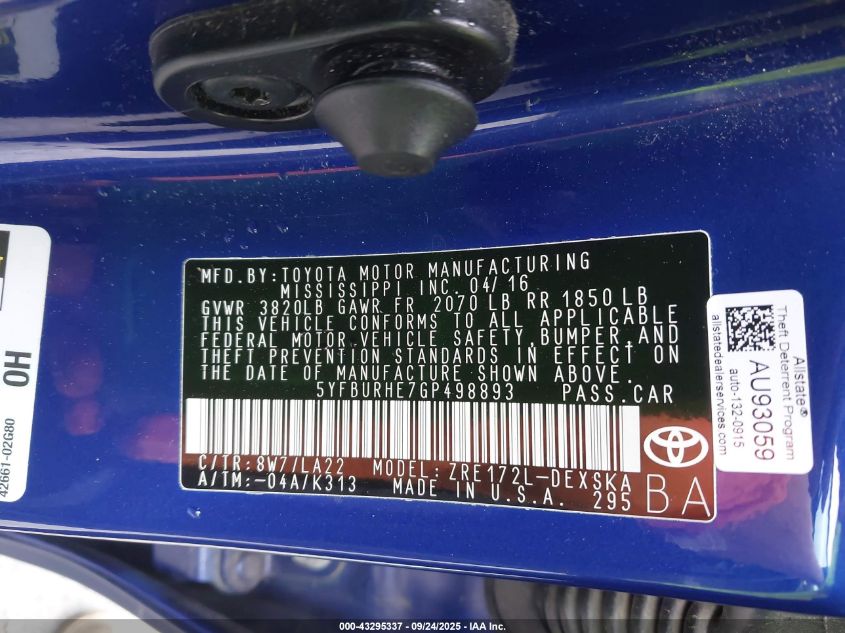 MFD. BY: TOYOTA MOTOR MANUFACTURING
MISSISSIPPI INC. 04/16
GVWR 3820LB GAWR FR 2070 LB RR 1850 LB
THIS VEHICLE CONFORMS TO ALL APPLICABLE
FEDERAL MOTOR VEHICLE SAFETY, BUMPER, AND
THEFT PREVENTION STANDARDS IN EFFECT ON
THE DATE OF MANUFACTURE SHOWN ABOVE.
5YFBURHE7GP498893 PASS. CAR
C/TR: 8W7/LA22 MODEL: ZRE172L-DEXSKA
A/TM: -04A/K313 MADE IN U.S.A. 295
BA
OH
42661-02G80
Allstate®
Theft Deterrent Program
AU93059
auto-132-0915
allstatedealerservices.com
000-43295337 - 09/24/2025 - IAA Inc.